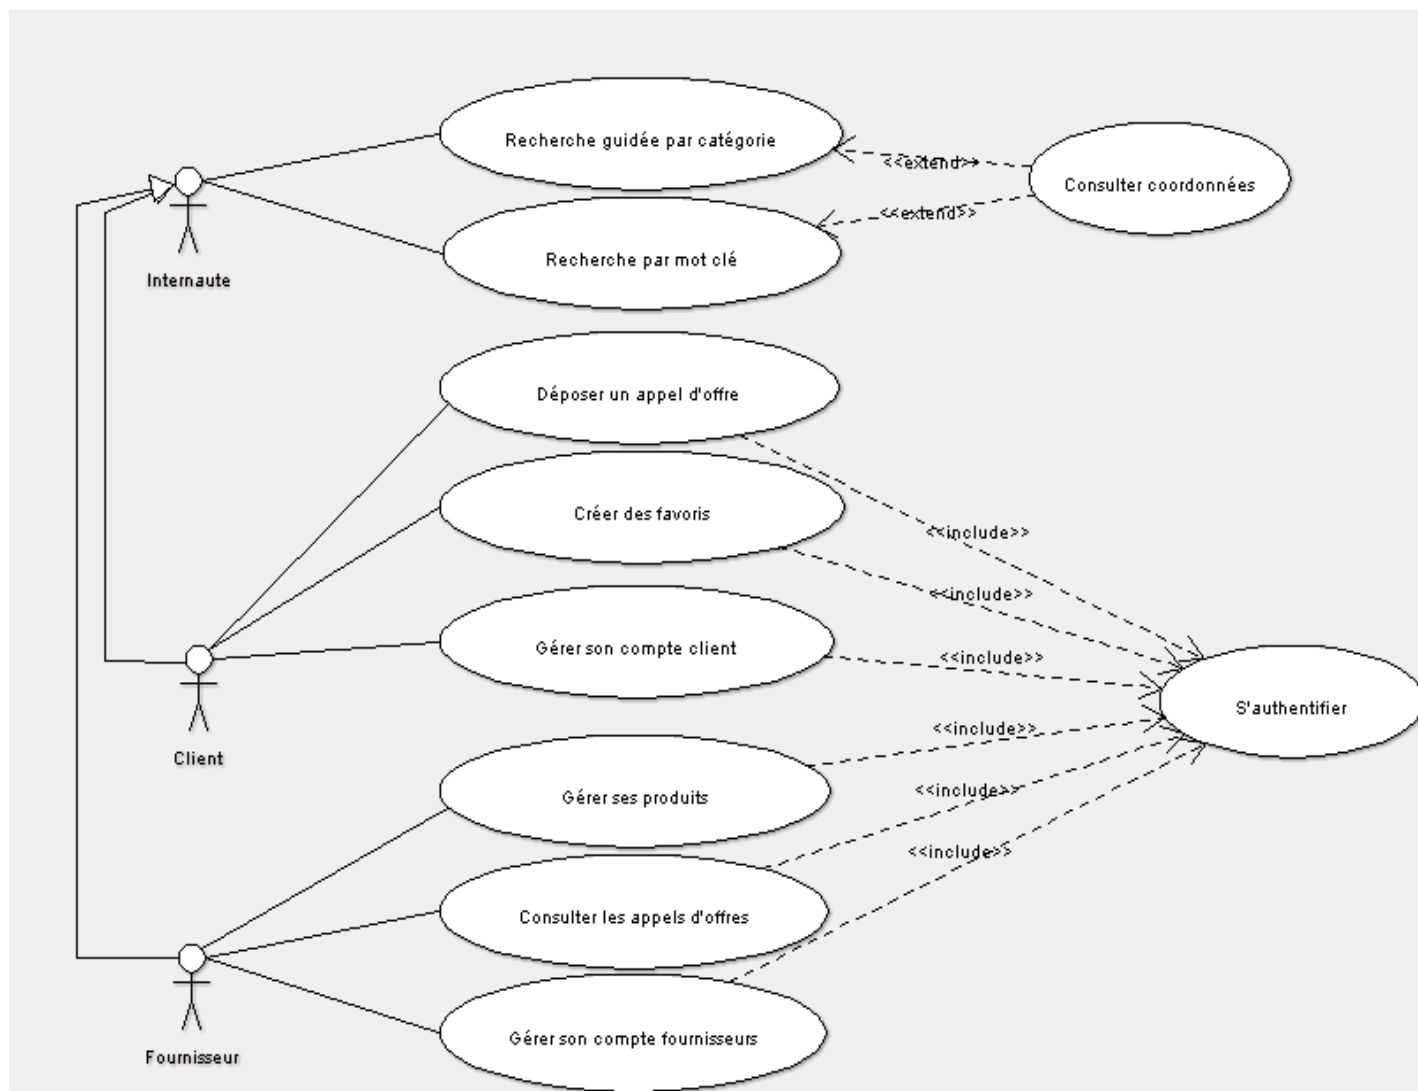 Recherche guidée par catégorie
<<extend>>
Consulter coordonnées
<<extend>>
Recherche par mot clé
Internaute
Déposer un appel d'offre
Créer des favoris
<<include>>
<<include>>
Gérer son compte client
<<include>>
S'authentifier
<<include>>
Client
Gérer ses produits
<<include>>
<<include>>
Consulter les appels d'offres
Gérer son compte fournisseurs
Fournisseur